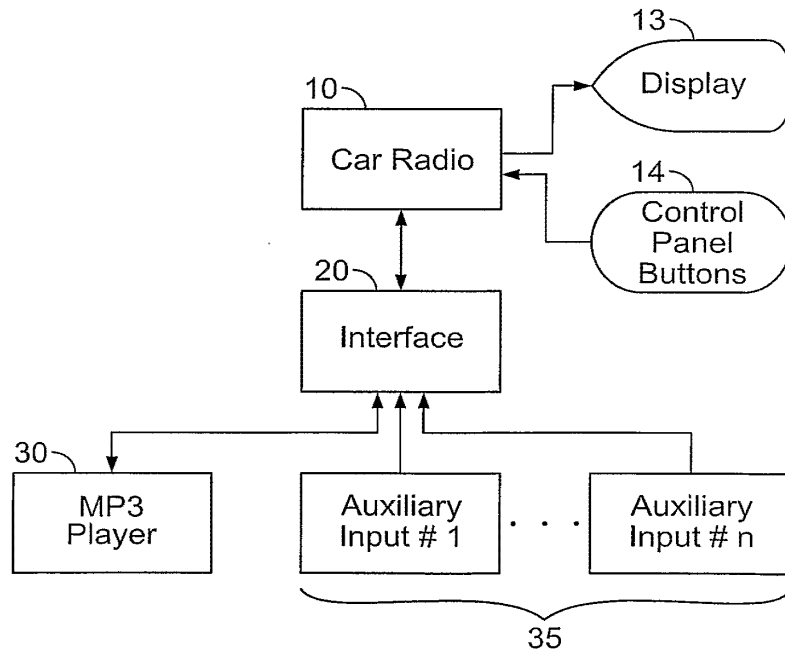 13
Display
10
Car Radio
14
Control
Panel
Buttons
20
Interface
30
MP3
Player
Auxiliary
Input # 1
. . .
Auxiliary
Input # n
35